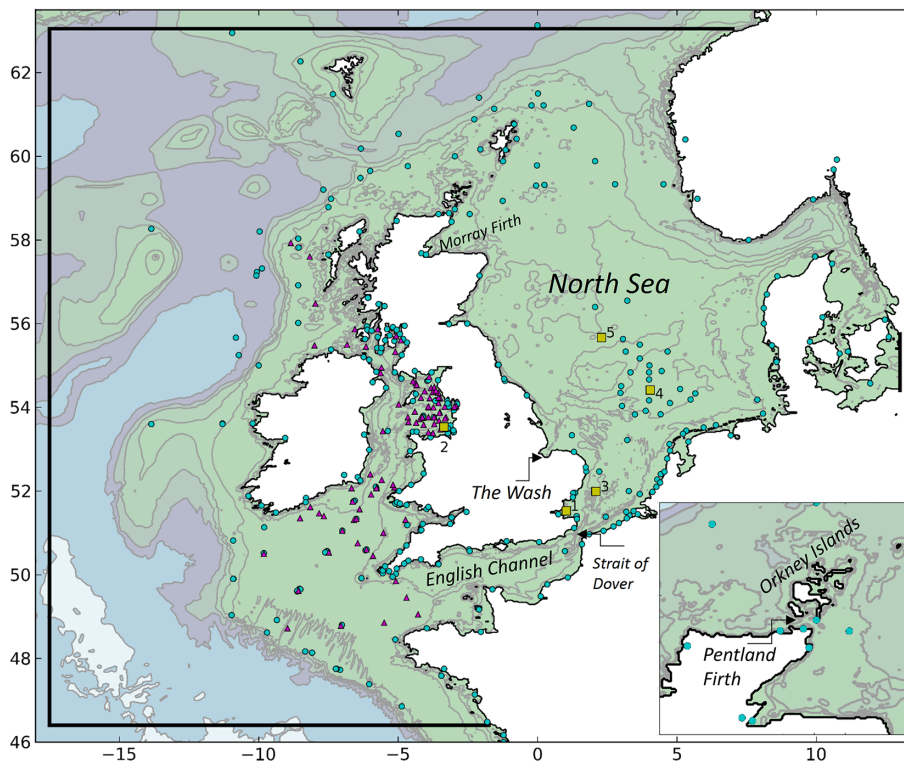 62
60
58
56
54
52
50
48
46
−15
−10
−5
0
5
10
Morray Firth
North Sea
5
4
2
3
1
The Wash
English Channel
Strait of
Dover
Orkney Islands
Pentland
Firth